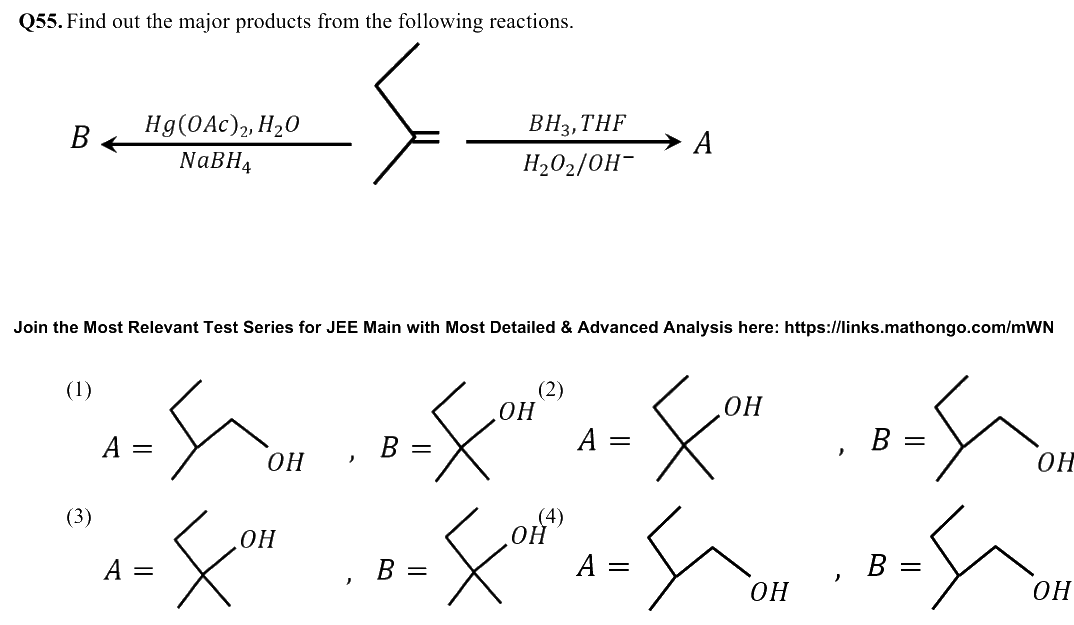 Q55. Find out the major products from the following reactions.
B Hg(OAc)₂, H₂O BH₃, THF A
NaBH₄ H₂O₂/OH⁻
Join the Most Relevant Test Series for JEE Main with Most Detailed & Advanced Analysis here: https://links.mathongo.com/mWN
(1) A = OH , B = OH (2) A = OH , B = OH
(3) A = OH , B = OH (4) A = OH , B = OH